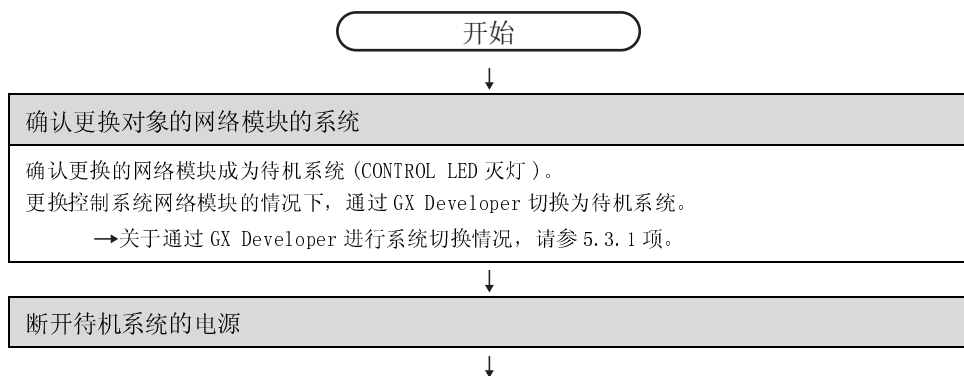 开始
确认更换对象的网络模块的系统
确认更换的网络模块成为待机系统(CONTROL LED 灭灯)。
更换控制系统网络模块的情况下，通过 GX Developer 切换为待机系统。
→关于通过 GX Developer 进行系统切换情况，请参 5.3.1 项。
断开待机系统的电源